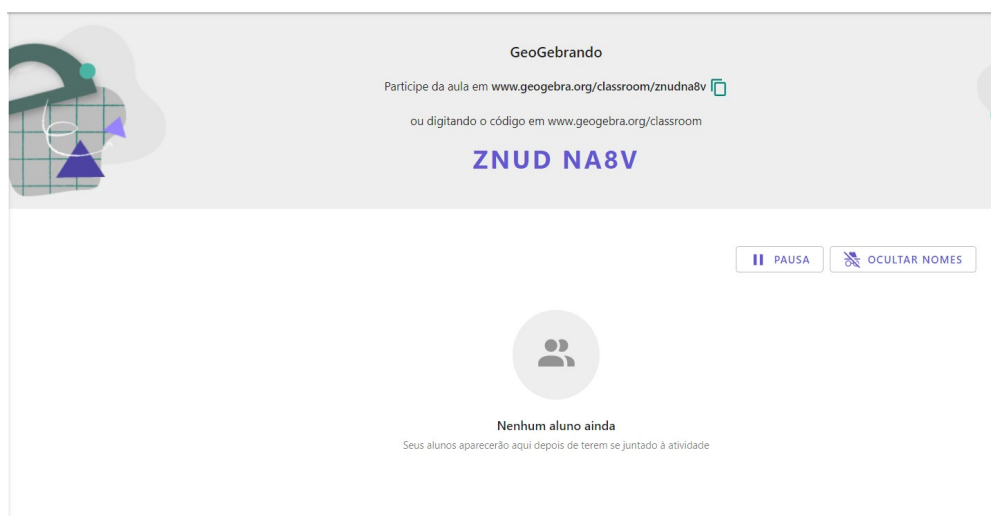 GeoGebrando
Participe da aula em www.geogebra.org/classroom/znudna8v
ou digitando o código em www.geogebra.org/classroom
ZNUD NA8V
PAUSA
OCULTAR NOMES
Nenhum aluno ainda
Seus alunos aparecerão aqui depois de terem se juntado à atividade